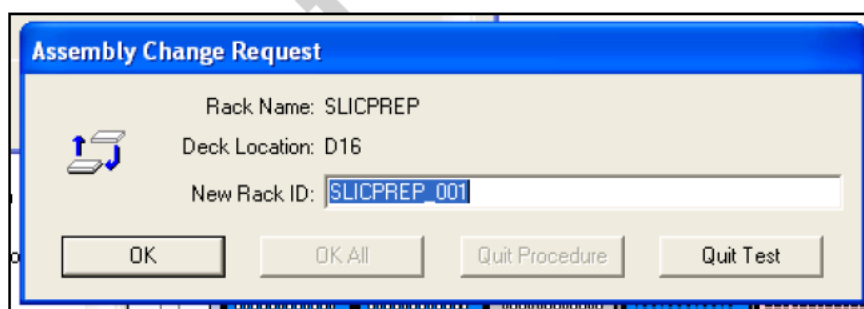 Assembly Change Request
Rack Name: SLICPREP
Deck Location: D16
New Rack ID: SLICPREP_001
OK OK All Quit Procedure Quit Test